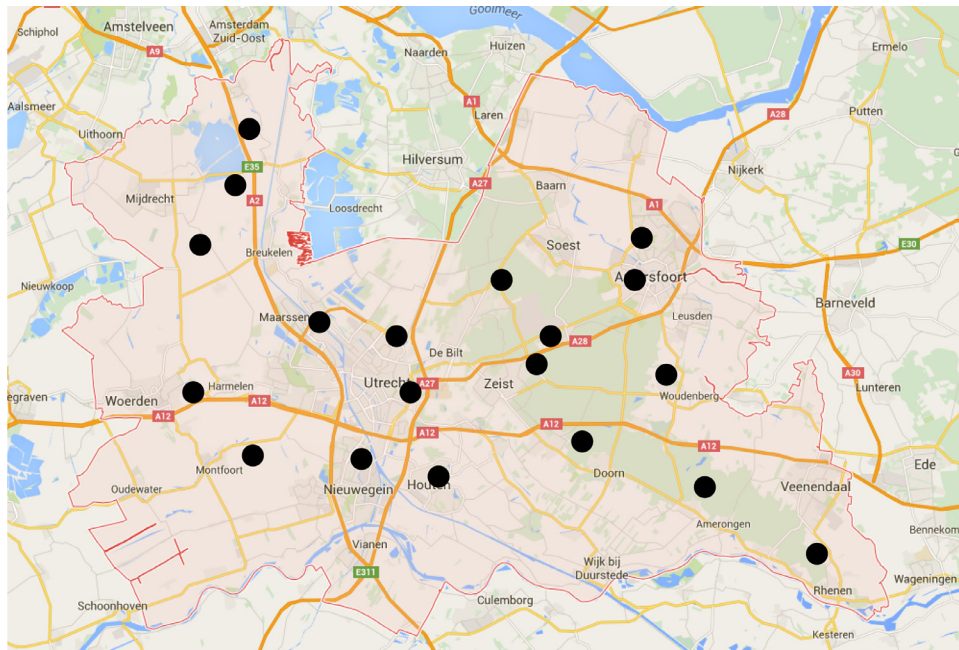 Gooimeer
Schiphol
Amstelveen
Amsterdam
Zuid-Oost
A9
Naarden
Huizen
Ermelo
Aalsmeer
A1
Laren
A28
Putten
Uithoorn
Hilversum
E35
Nijkerk
A27
Baarn
Mijdrecht
A2
Loosdrecht
A1
Breukelen
Soest
E30
Nieuwkoop
Leusden
Barneveld
Maarssen
A28
De Bilt
Utrecht
A27
Zeist
A30
Lunteren
Harmelen
egraven
Woerden
A12
A12
Woudenberg
A12
A12
A12
Montfoort
Doorn
Ede
Oudewater
Nieuwegein
Houten
Veenendaal
Amerongen
Bennekom
Vianen
Wijk bij
Duurstede
E311
Rhenen
Wageningen
Schoonhoven
Culemborg
Kesteren